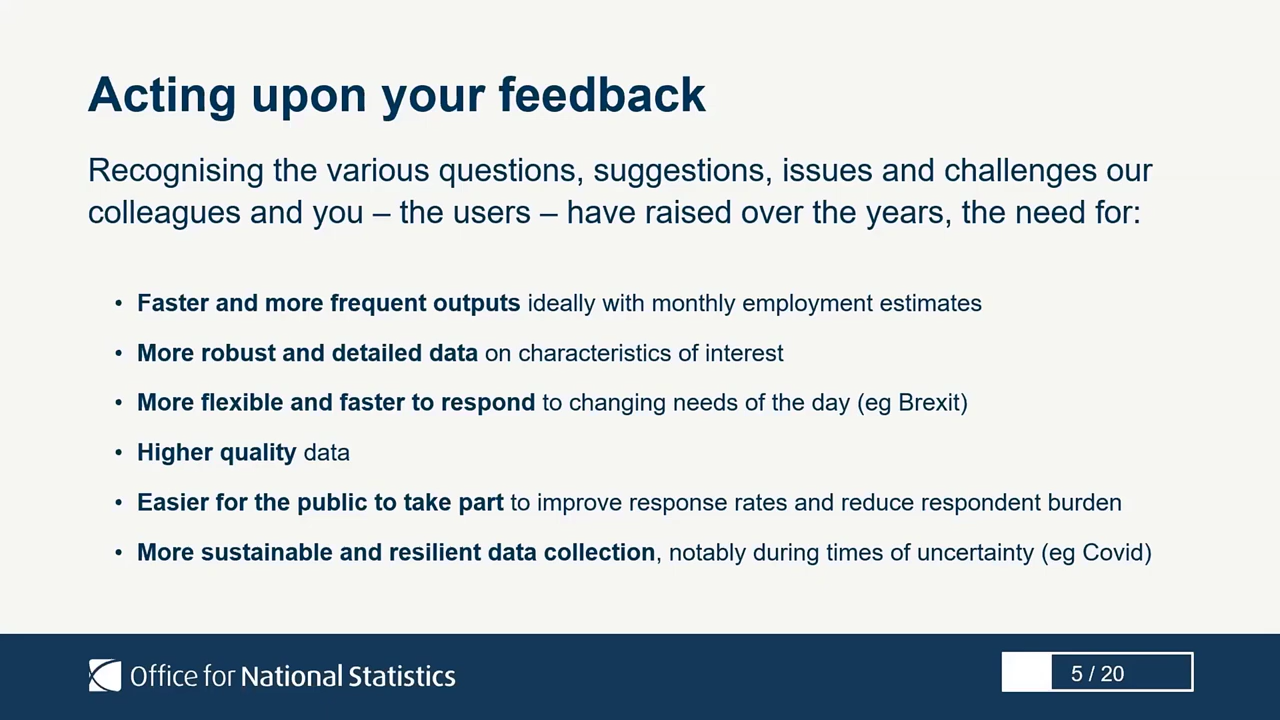 Acting upon your feedback
Recognising the various questions, suggestions, issues and challenges our
colleagues and you – the users – have raised over the years, the need for:
• Faster and more frequent outputs ideally with monthly employment estimates
• More robust and detailed data on characteristics of interest
• More flexible and faster to respond to changing needs of the day (eg Brexit)
• Higher quality data
• Easier for the public to take part to improve response rates and reduce respondent burden
• More sustainable and resilient data collection, notably during times of uncertainty (eg Covid)
Office for National Statistics
5 / 20